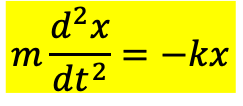 m d²x/dt² = −kx